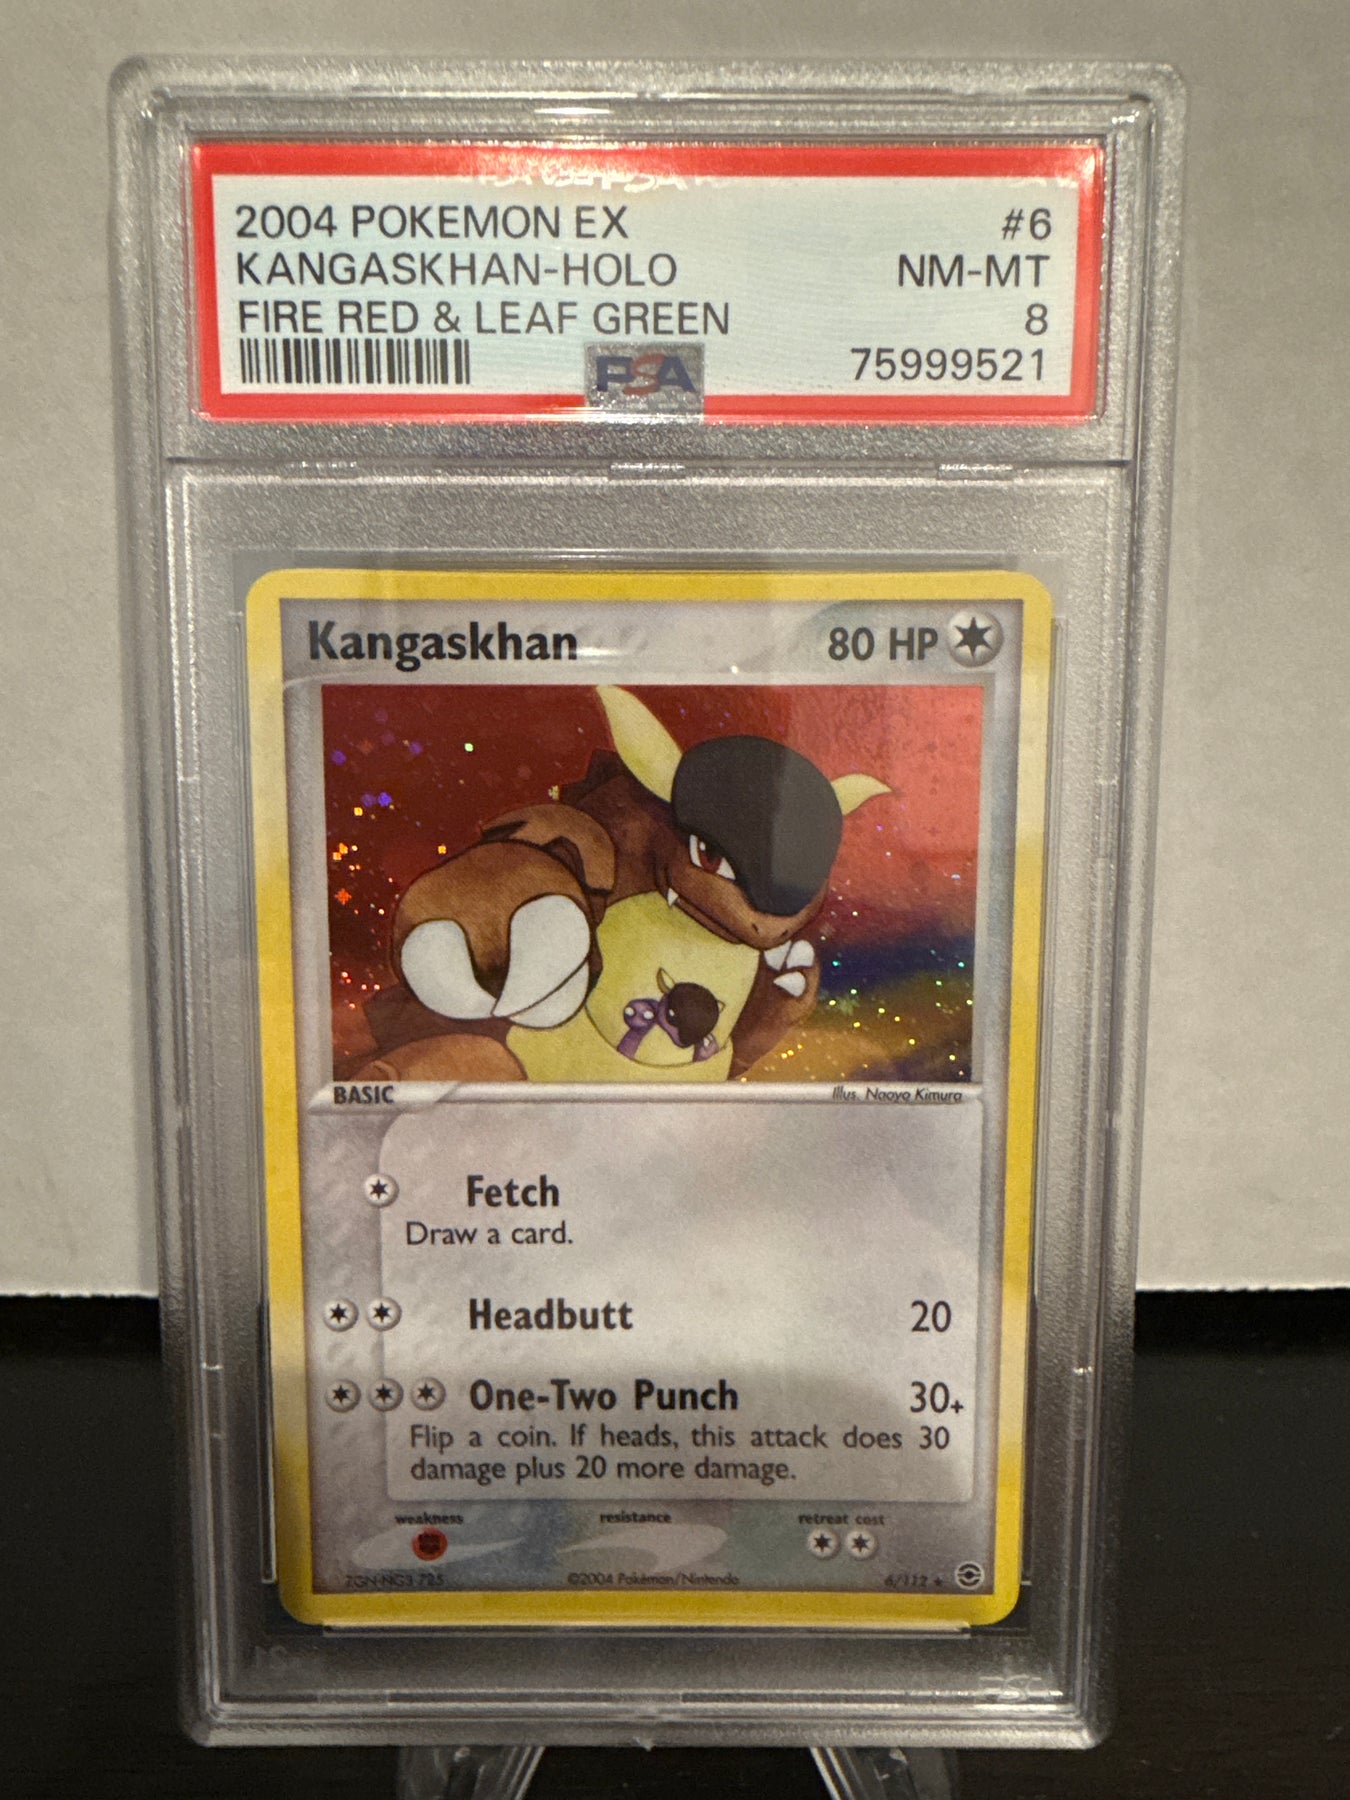 2004 POKEMON EX #6
KANGASKHAN-HOLO NM-MT
FIRE RED & LEAF GREEN 8
PSA 75999521
Kangaskhan 80 HP
BASIC Illus. Naoyo Kimura
Fetch
Draw a card.
Headbutt 20
One-Two Punch 30+
Flip a coin. If heads, this attack does 30
damage plus 20 more damage.
weakness resistance retreat cost
©2004 Pokémon/Nintendo 6/112 ★